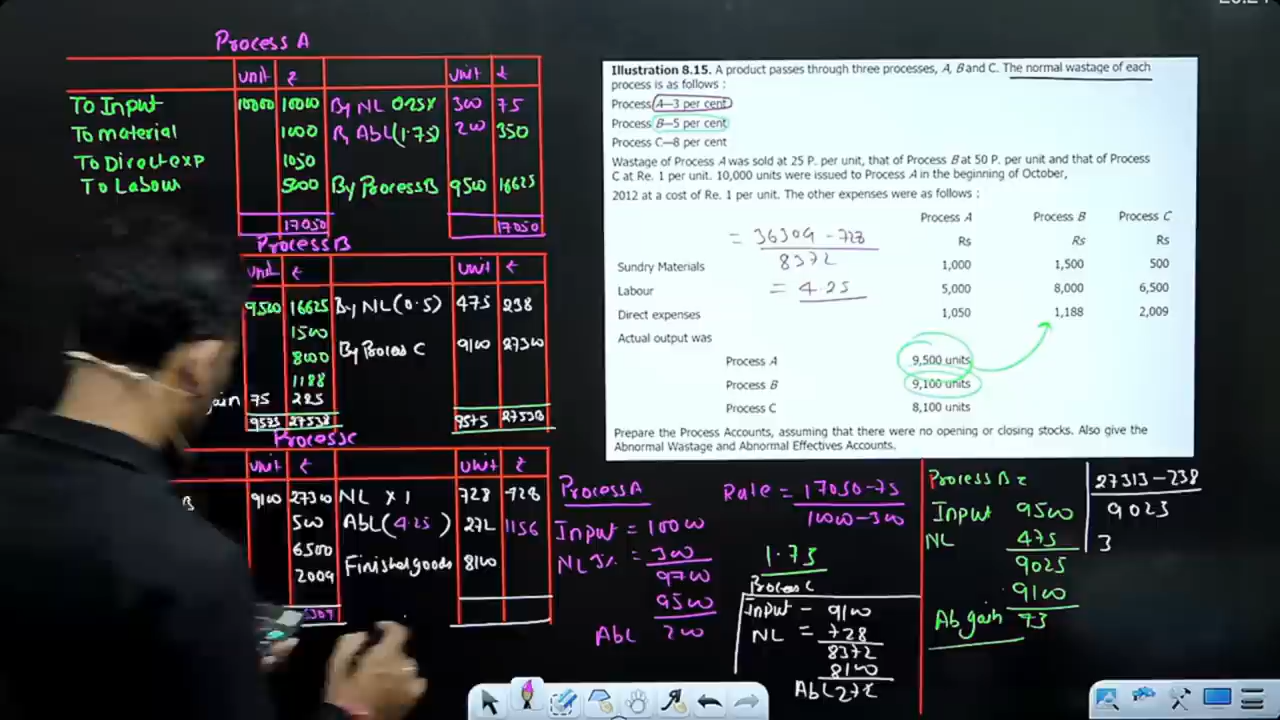 Process A
unit ₹ unit ₹
To Input 10000 10000 By NL 0.25x 300 75
To material 1000 By AbL(1.75) 200 350
To Direct exp 1050
To Labour 5000 By Process B 9500 16625
17050 17050
Process B
unit ₹ unit ₹
9500 16625 By NL(0.5) 475 238
1500
8000 By Process C 9100 27300
1188
gain 75 225
9575 27538 9575 27538
Process C
unit ₹ unit ₹
B 9100 27300 NL x 1 728 728
500 AbL(4.25) 272 1156
6500
2009 Finished goods 8100
Illustration 8.15. A product passes through three processes, A, B and C. The normal wastage of each
process is as follows :
Process A—3 per cent
Process B—5 per cent
Process C—8 per cent
Wastage of Process A was sold at 25 P. per unit, that of Process B at 50 P. per unit and that of Process
C at Re. 1 per unit. 10,000 units were issued to Process A in the beginning of October,
2012 at a cost of Re. 1 per unit. The other expenses were as follows :
Process A Process B Process C
Rs Rs Rs
Sundry Materials 1,000 1,500 500
Labour 5,000 8,000 6,500
Direct expenses 1,050 1,188 2,009
Actual output was
Process A 9,500 units
Process B 9,100 units
Process C 8,100 units
Prepare the Process Accounts, assuming that there were no opening or closing stocks. Also give the
Abnormal Wastage and Abnormal Effectives Accounts.
= 36309 - 728
8372
= 4.25
Process A
Input = 10000
NL 3% = 300
9700
9500
AbL 200
Rate = 17050-75
10000-300
1.75
Process C
Input - 9100
NL = 728
8372
8100
AbL 272
Process B =
Input 9500
NL 475
9025
9100
Ab gain 75
27313-238
9025
3